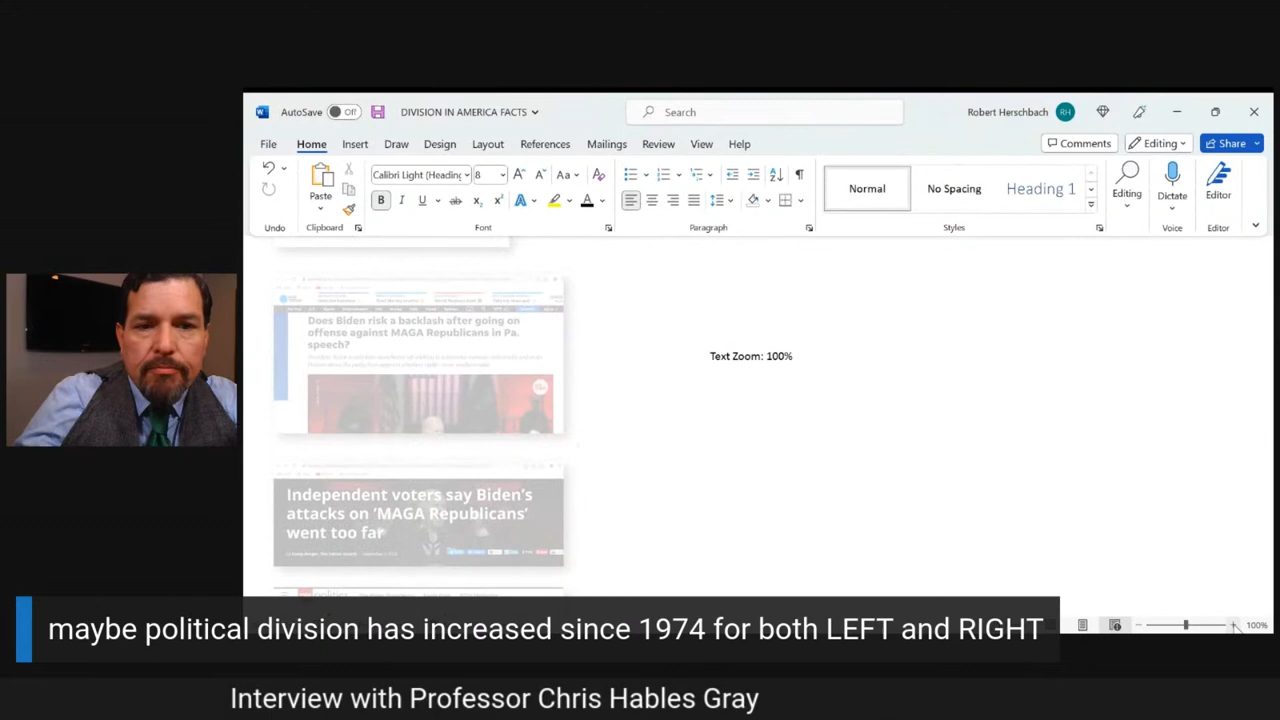 AutoSave Off DIVISION IN AMERICA FACTS Search Robert Herschbach RH
File Home Insert Draw Design Layout References Mailings Review View Help Comments Editing Share
Paste Calibri Light (Heading 8 Aa Normal No Spacing Heading 1 Editing Dictate Editor
Undo Clipboard Font Paragraph Styles Voice Editor
Does Biden risk a backlash after going on
offense against MAGA Republicans in Pa.
speech?
Text Zoom: 100%
Independent voters say Biden's
attacks on 'MAGA Republicans'
went too far
politics
maybe political division has increased since 1974 for both LEFT and RIGHT
100%
Interview with Professor Chris Hables Gray